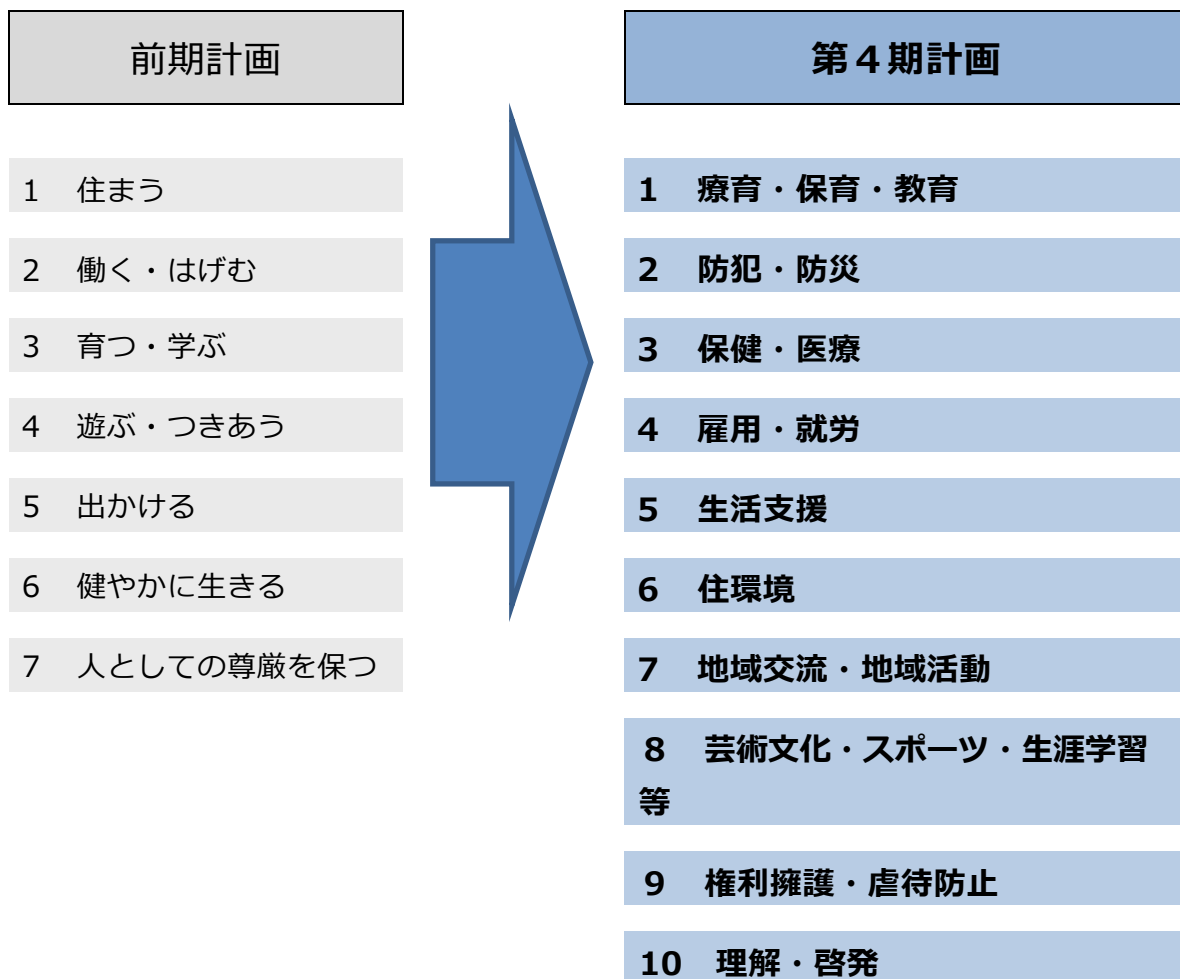 前期計画
1 住まう
2 働く・はげむ
3 育つ・学ぶ
4 遊ぶ・つきあう
5 出かける
6 健やかに生きる
7 人としての尊厳を保つ
第４期計画
1 療育・保育・教育
2 防犯・防災
3 保健・医療
4 雇用・就労
5 生活支援
6 住環境
7 地域交流・地域活動
8 芸術文化・スポーツ・生涯学習
等
9 権利擁護・虐待防止
10 理解・啓発